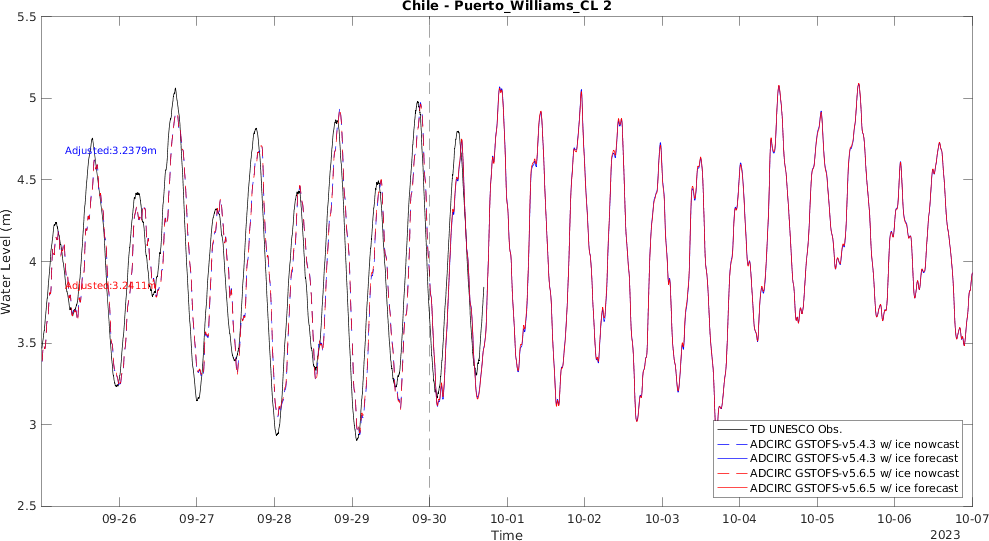 Chile - Puerto_Williams_CL 2
5.5
5
4.5
4
3.5
3
2.5
Water Level (m)
Adjusted:3.2379m
Adjusted:3.2411m
TD UNESCO Obs.
ADCIRC GSTOFS-v5.4.3 w/ ice nowcast
ADCIRC GSTOFS-v5.4.3 w/ ice forecast
ADCIRC GSTOFS-v5.6.5 w/ ice nowcast
ADCIRC GSTOFS-v5.6.5 w/ ice forecast
09-26 09-27 09-28 09-29 09-30 10-01 10-02 10-03 10-04 10-05 10-06 10-07
Time
2023